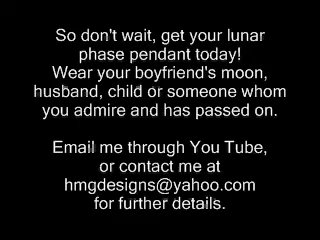 So don't wait, get your lunar
phase pendant today!
Wear your boyfriend's moon,
husband, child or someone whom
you admire and has passed on.
Email me through You Tube,
or contact me at
hmgdesigns@yahoo.com
for further details.